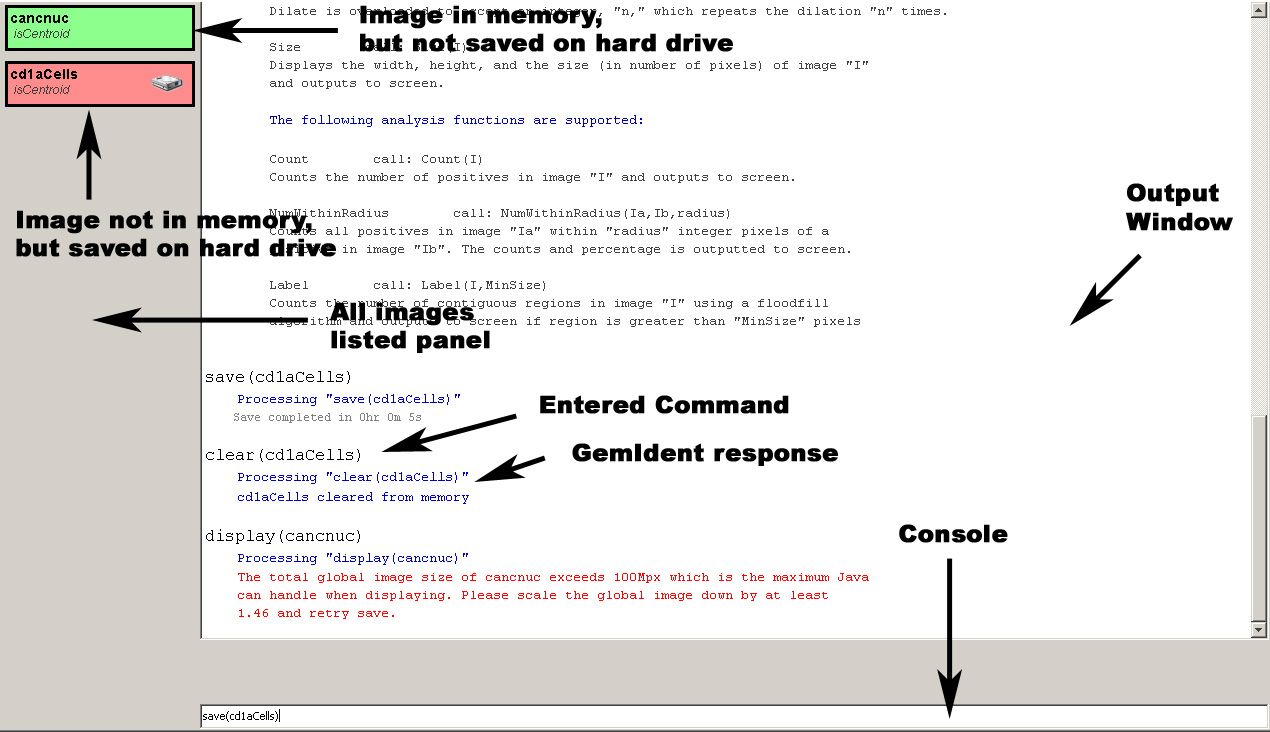 cancnuc
isCentroid
cd1aCells
isCentroid
Image in memory,
but not saved on hard drive
Image not in memory,
but saved on hard drive
All images
listed panel
Dilate is overloaded to accept an integer, "n," which repeats the dilation "n" times.
Size call: Size(I)
Displays the width, height, and the size (in number of pixels) of image "I"
and outputs to screen.
The following analysis functions are supported:
Count call: Count(I)
Counts the number of positives in image "I" and outputs to screen.
NumWithinRadius call: NumWithinRadius(Ia,Ib,radius)
Counts all positives in image "Ia" within "radius" integer pixels of a
in image "Ib". The counts and percentage is outputted to screen.
Label call: Label(I,MinSize)
Counts the number of contiguous regions in image "I" using a floodfill
algorithm and outputs to screen if region is greater than "MinSize" pixels
Output
Window
save(cd1aCells)
Processing "save(cd1aCells)"
Save completed in 0hr 0m 5s
Entered Command
clear(cd1aCells)
GemIdent response
Processing "clear(cd1aCells)"
cd1aCells cleared from memory
display(cancnuc)
Console
Processing "display(cancnuc)"
The total global image size of cancnuc exceeds 100Mpx which is the maximum Java
can handle when displaying. Please scale the global image down by at least
1.46 and retry save.
save(cd1aCells)